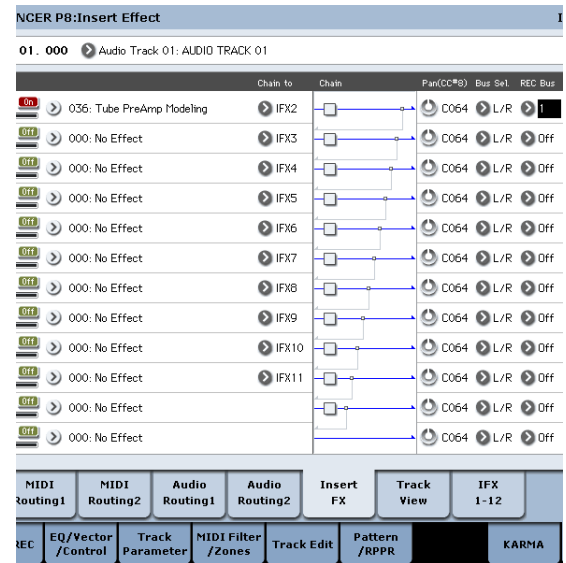 NCER P8:Insert Effect I
01. 000 Audio Track 01: AUDIO TRACK 01
Chain to Chain Pan(CC#8) Bus Sel. REC Bus
On 036: Tube PreAmp Modeling IFX2 C064 L/R 1
Off 000: No Effect IFX3 C064 L/R Off
Off 000: No Effect IFX4 C064 L/R Off
Off 000: No Effect IFX5 C064 L/R Off
Off 000: No Effect IFX6 C064 L/R Off
Off 000: No Effect IFX7 C064 L/R Off
Off 000: No Effect IFX8 C064 L/R Off
Off 000: No Effect IFX9 C064 L/R Off
Off 000: No Effect IFX10 C064 L/R Off
Off 000: No Effect IFX11 C064 L/R Off
Off 000: No Effect C064 L/R Off
Off 000: No Effect C064 L/R Off
MIDI Routing1 MIDI Routing2 Audio Routing1 Audio Routing2 Insert FX Track View IFX 1-12
REC EQ/Vector /Control Track Parameter MIDI Filter /Zones Track Edit Pattern /RPPR KARMA